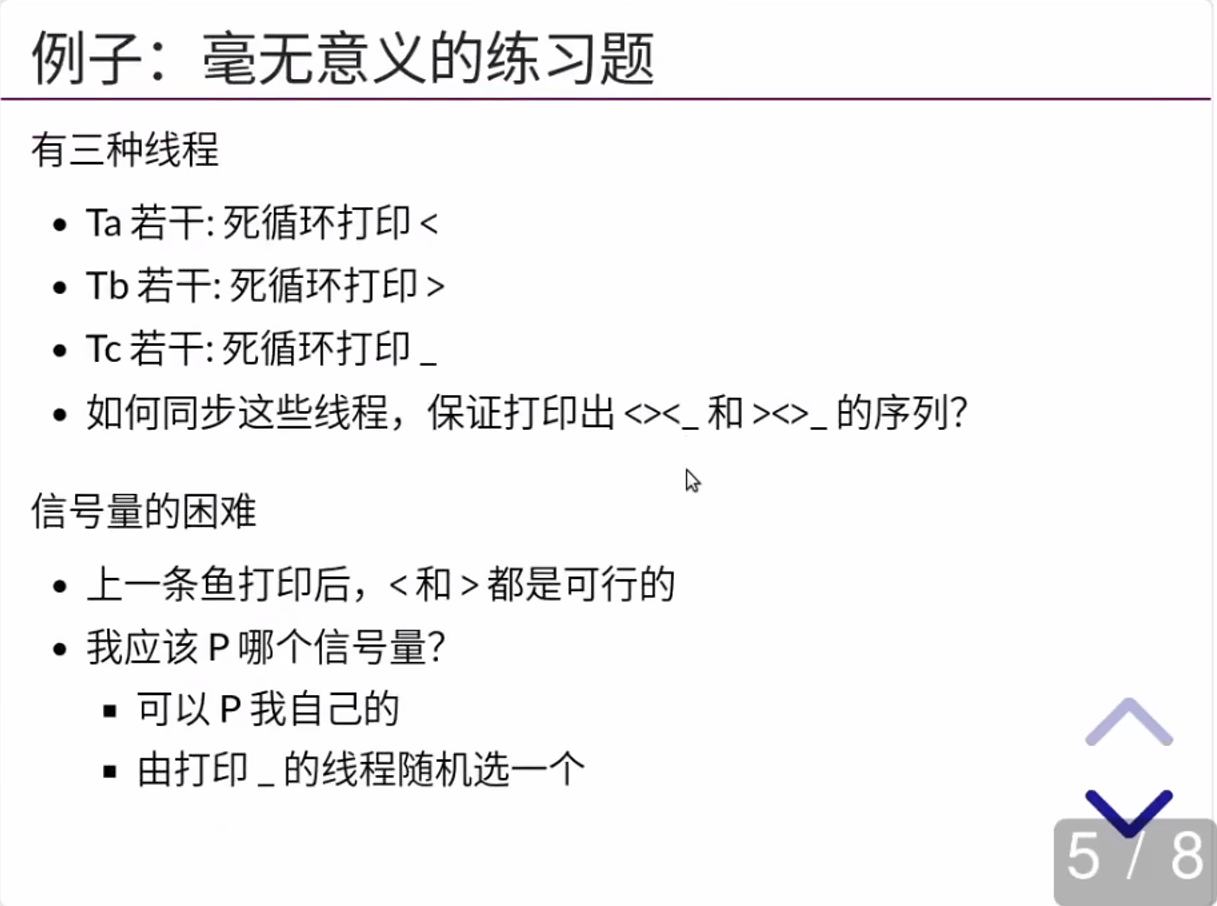 例子：毫无意义的练习题
有三种线程
• Ta 若干: 死循环打印 <
• Tb 若干: 死循环打印 >
• Tc 若干: 死循环打印 _
• 如何同步这些线程，保证打印出 <><_ 和 ><>_ 的序列？
信号量的困难
• 上一条鱼打印后，< 和 > 都是可行的
• 我应该 P 哪个信号量？
▪ 可以 P 我自己的
▪ 由打印 _ 的线程随机选一个
5 / 8